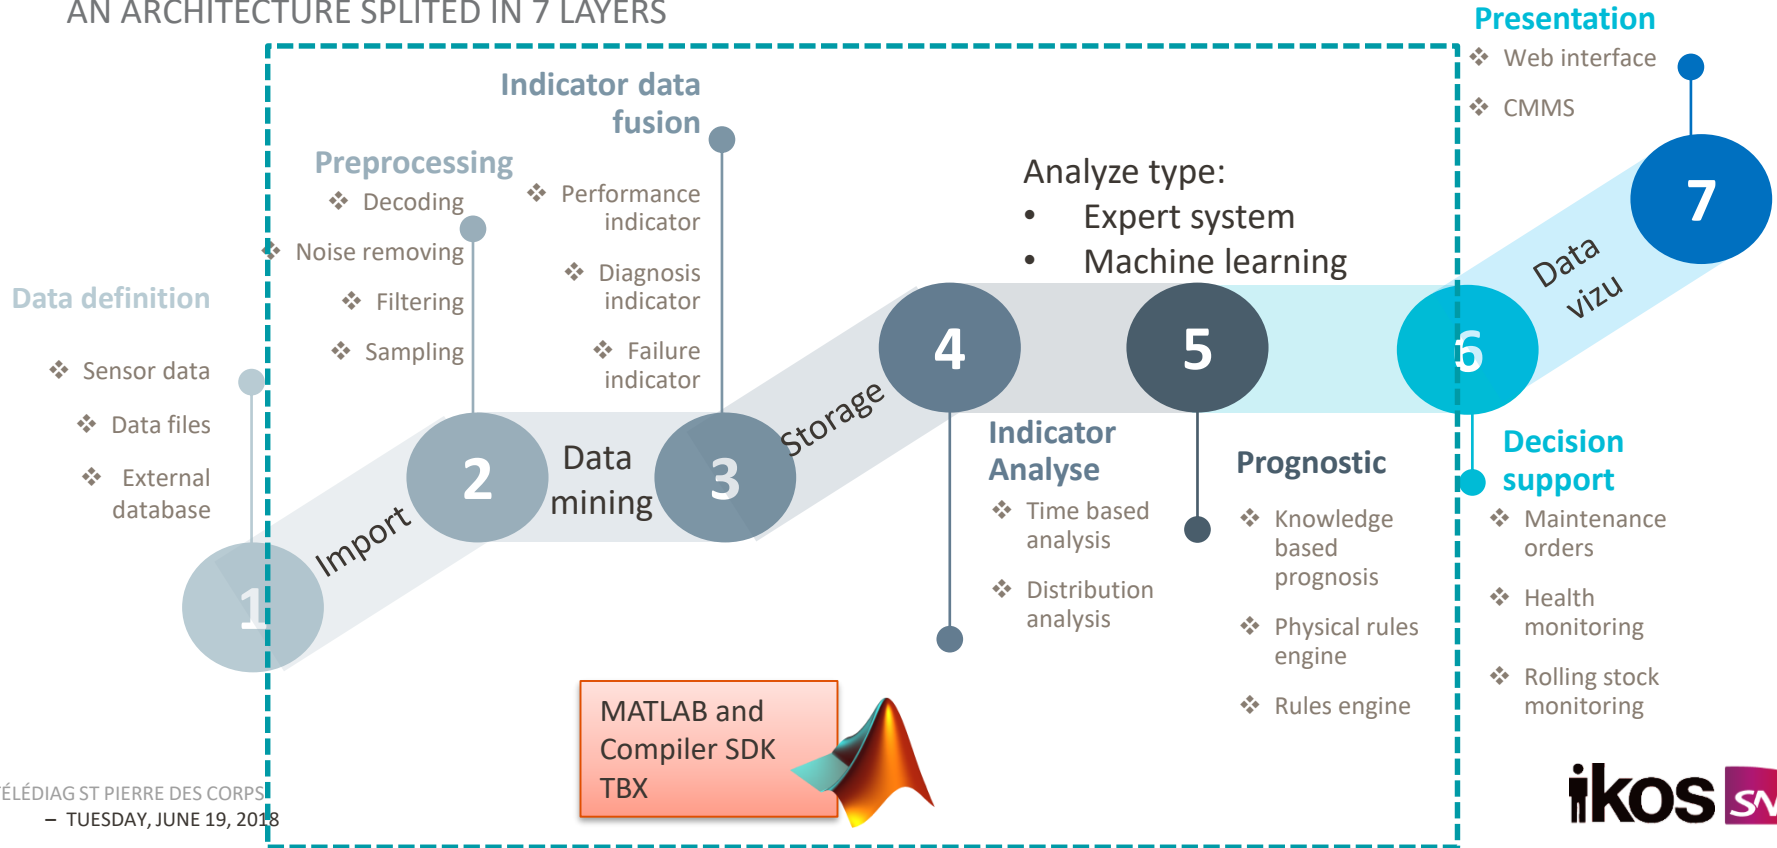 AN ARCHITECTURE SPLITED IN 7 LAYERS
Data definition
❖ Sensor data
❖ Data files
❖ External
database
1
Import
Preprocessing
❖ Decoding
❖ Noise removing
❖ Filtering
❖ Sampling
2
Data
mining
Indicator data
fusion
❖ Performance
indicator
❖ Diagnosis
indicator
❖ Failure
indicator
3
Storage
4
Indicator
Analyse
❖ Time based
analysis
❖ Distribution
analysis
Analyze type:
• Expert system
• Machine learning
5
Prognostic
❖ Knowledge
based
prognosis
❖ Physical rules
engine
❖ Rules engine
6
Decision
support
❖ Maintenance
orders
❖ Health
monitoring
❖ Rolling stock
monitoring
Data
vizu
7
Presentation
❖ Web interface
❖ CMMS
MATLAB and
Compiler SDK
TBX
TÉLÉDIAG ST PIERRE DES CORPS
– TUESDAY, JUNE 19, 2018
ikos